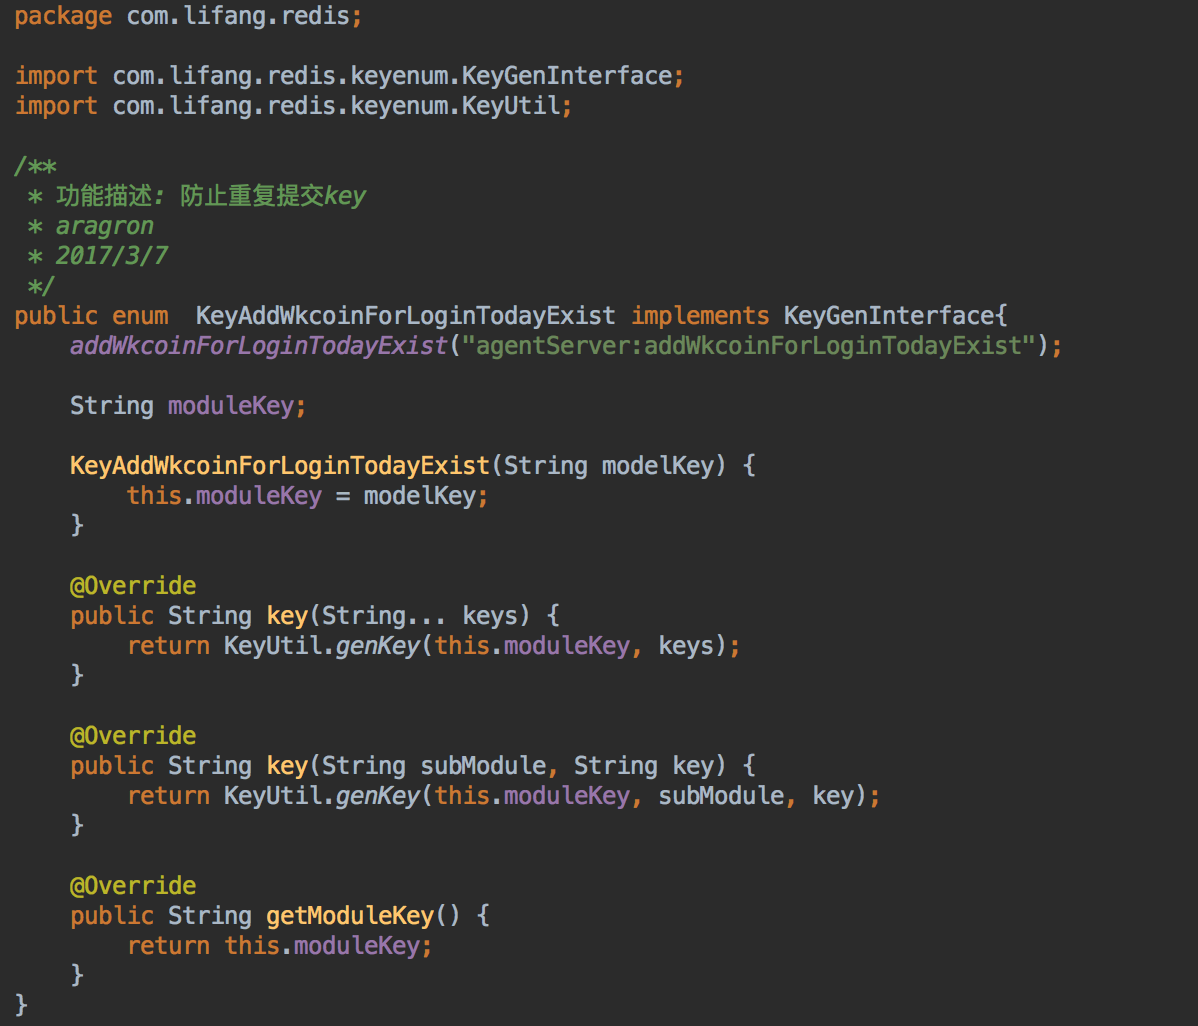 package com.lifang.redis;
import com.lifang.redis.keyenum.KeyGenInterface;
import com.lifang.redis.keyenum.KeyUtil;
/**
 * 功能描述: 防止重复提交key
 * aragron
 * 2017/3/7
 */
public enum  KeyAddWkcoinForLoginTodayExist implements KeyGenInterface{
    addWkcoinForLoginTodayExist("agentServer:addWkcoinForLoginTodayExist");
    String moduleKey;
    KeyAddWkcoinForLoginTodayExist(String modelKey) {
        this.moduleKey = modelKey;
    }
    @Override
    public String key(String... keys) {
        return KeyUtil.genKey(this.moduleKey, keys);
    }
    @Override
    public String key(String subModule, String key) {
        return KeyUtil.genKey(this.moduleKey, subModule, key);
    }
    @Override
    public String getModuleKey() {
        return this.moduleKey;
    }
}